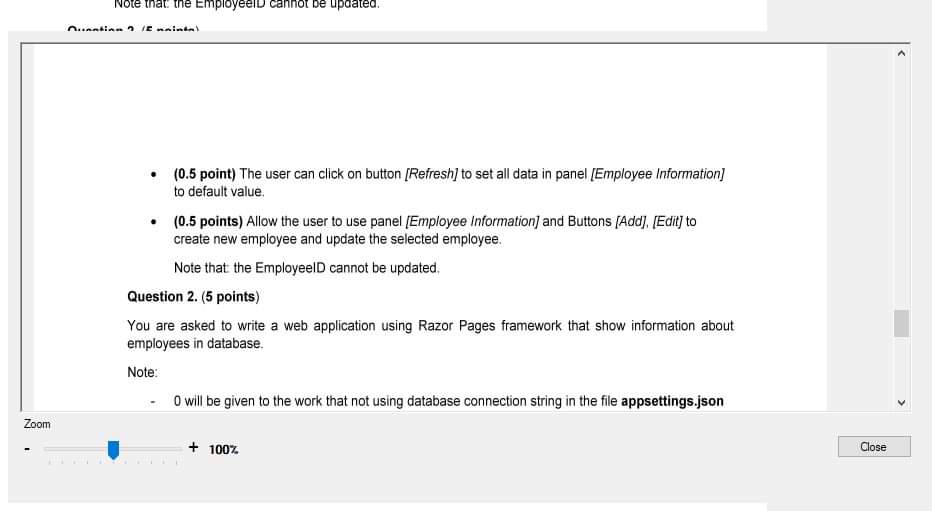 Note that: the EmployeeID cannot be updated.
Question 2. (5 points)
• (0.5 point) The user can click on button [Refresh] to set all data in panel [Employee Information]
to default value.
• (0.5 points) Allow the user to use panel [Employee Information] and Buttons [Add], [Edit] to
create new employee and update the selected employee.
Note that: the EmployeeID cannot be updated.
Question 2. (5 points)
You are asked to write a web application using Razor Pages framework that show information about
employees in database.
Note:
- 0 will be given to the work that not using database connection string in the file appsettings.json
Zoom
- + 100%
Close